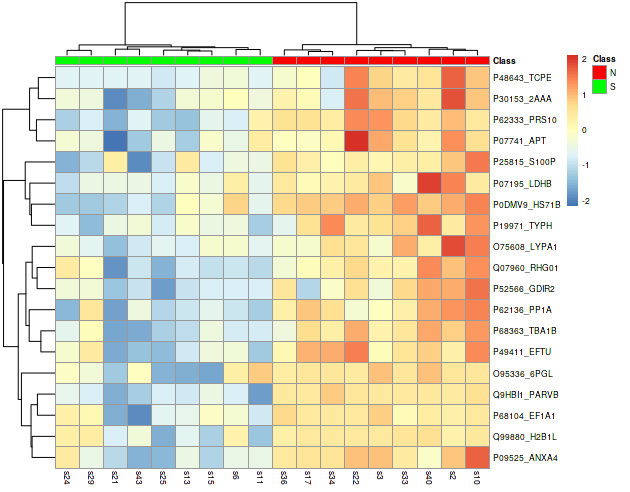 Class
P48643_TCPE
P30153_2AAA
P62333_PRS10
P07741_APT
P25815_S100P
P07195_LDHB
P0DMV9_HS71B
P19971_TYPH
O75608_LYPA1
Q07960_RHG01
P52566_GDIR2
P62136_PP1A
P68363_TBA1B
P49411_EFTU
O95336_6PGL
Q9HBI1_PARVB
P68104_EF1A1
Q99880_H2B1L
P09525_ANXA4
s24 s29 s21 s43 s25 s13 s15 s6 s11 s36 s17 s34 s22 s3 s33 s40 s2 s10
2
1
0
-1
-2
Class
N
S